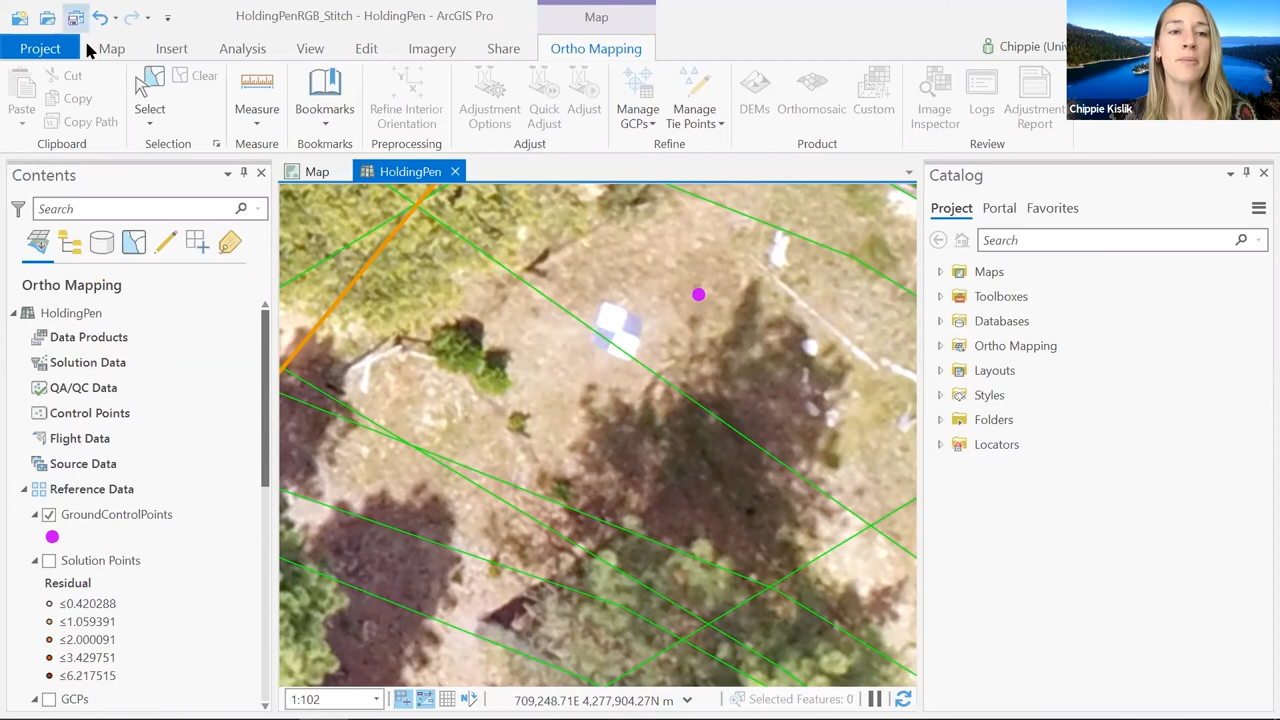 HoldingPenRGB_Stitch - HoldingPen - ArcGIS Pro
Map
Project
Map
Insert
Analysis
View
Edit
Imagery
Share
Ortho Mapping
Chippie (Uni
Chippie Kislik
Paste
Cut
Copy
Copy Path
Clipboard
Select
Clear
Selection
Measure
Measure
Bookmarks
Bookmarks
Refine Interior
Orientation
Preprocessing
Adjustment
Options
Quick
Adjust
Adjust
Adjust
Manage
GCPs
Manage
Tie Points
Refine
DEMs
Orthomosaic
Custom
Product
Image
Inspector
Logs
Adjustment
Report
Review
Contents
Search
Ortho Mapping
HoldingPen
Data Products
Solution Data
QA/QC Data
Control Points
Flight Data
Source Data
Reference Data
GroundControlPoints
Solution Points
Residual
≤0.420288
≤1.059391
≤2.000091
≤3.429751
≤6.217515
GCPs
Map
HoldingPen
1:102
709,248.71E 4,277,904.27N m
Selected Features: 0
Catalog
Project
Portal
Favorites
Search
Maps
Toolboxes
Databases
Ortho Mapping
Layouts
Styles
Folders
Locators